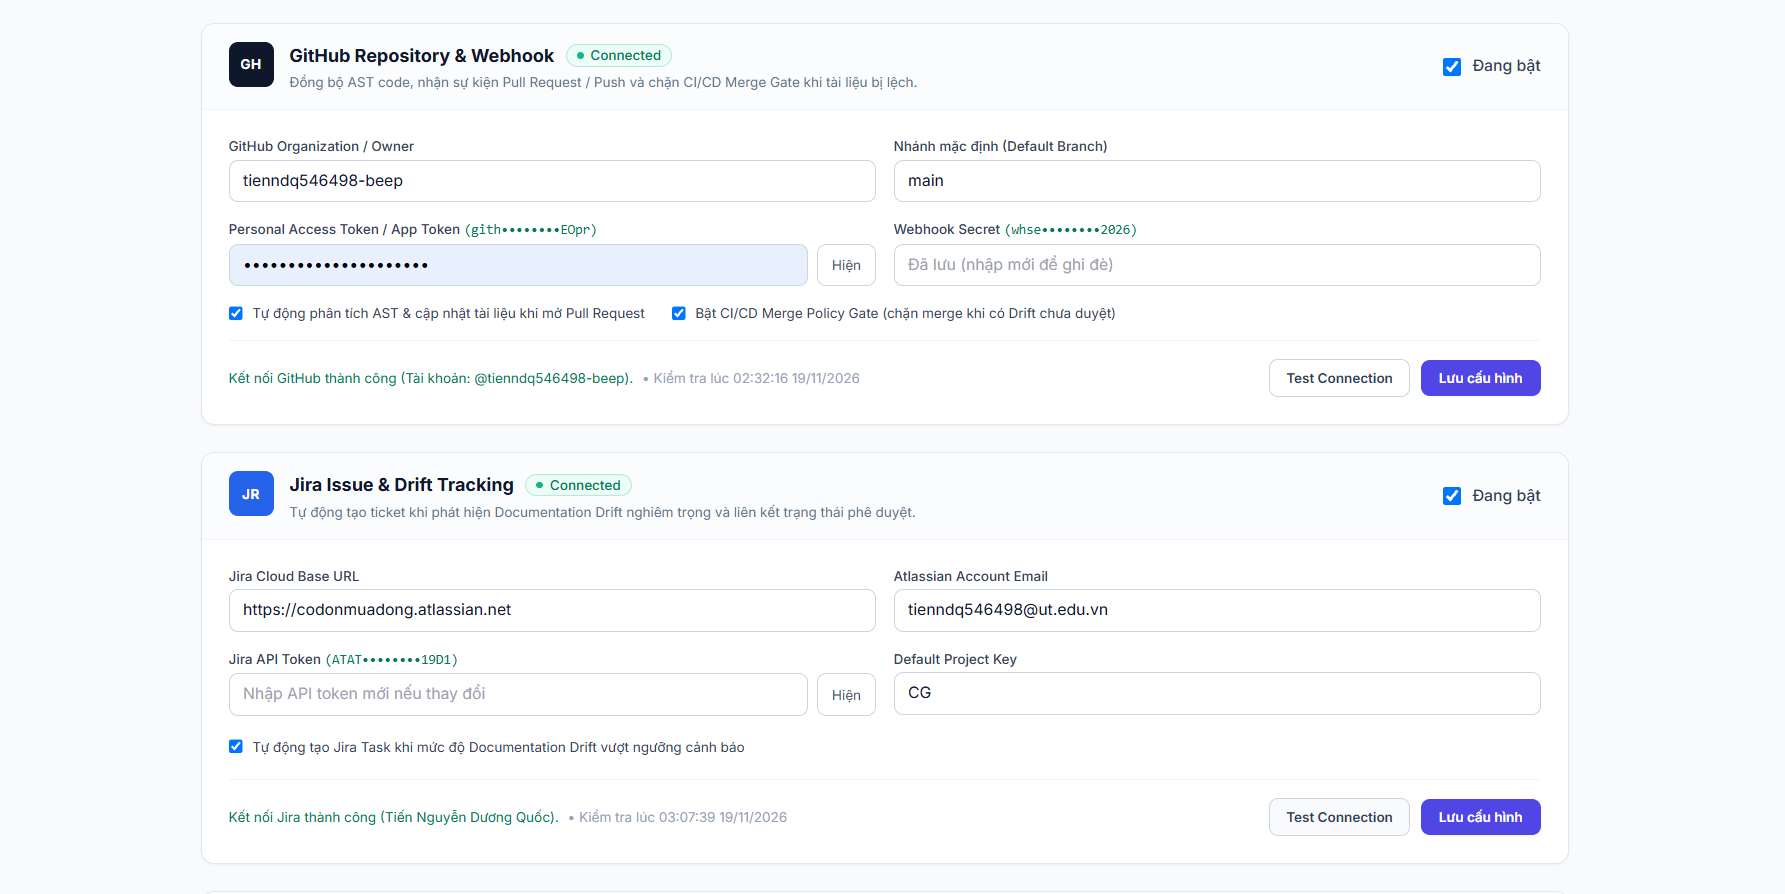 GH
GitHub Repository & Webhook
Connected
Đồng bộ AST code, nhận sự kiện Pull Request / Push và chặn CI/CD Merge Gate khi tài liệu bị lệch.
Đang bật
GitHub Organization / Owner
tienndq546498-beep
Nhánh mặc định (Default Branch)
main
Personal Access Token / App Token (gith••••••••EOpr)
•••••••••••••••••••••
Hiện
Webhook Secret (whse••••••••2026)
Đã lưu (nhập mới để ghi đè)
Tự động phân tích AST & cập nhật tài liệu khi mở Pull Request
Bật CI/CD Merge Policy Gate (chặn merge khi có Drift chưa duyệt)
Kết nối GitHub thành công (Tài khoản: @tienndq546498-beep). • Kiểm tra lúc 02:32:16 19/11/2026
Test Connection
Lưu cấu hình
JR
Jira Issue & Drift Tracking
Connected
Tự động tạo ticket khi phát hiện Documentation Drift nghiêm trọng và liên kết trạng thái phê duyệt.
Đang bật
Jira Cloud Base URL
https://codonmuadong.atlassian.net
Atlassian Account Email
tienndq546498@ut.edu.vn
Jira API Token (ATAT••••••••19D1)
Nhập API token mới nếu thay đổi
Hiện
Default Project Key
CG
Tự động tạo Jira Task khi mức độ Documentation Drift vượt ngưỡng cảnh báo
Kết nối Jira thành công (Tiến Nguyễn Dương Quốc). • Kiểm tra lúc 03:07:39 19/11/2026
Test Connection
Lưu cấu hình